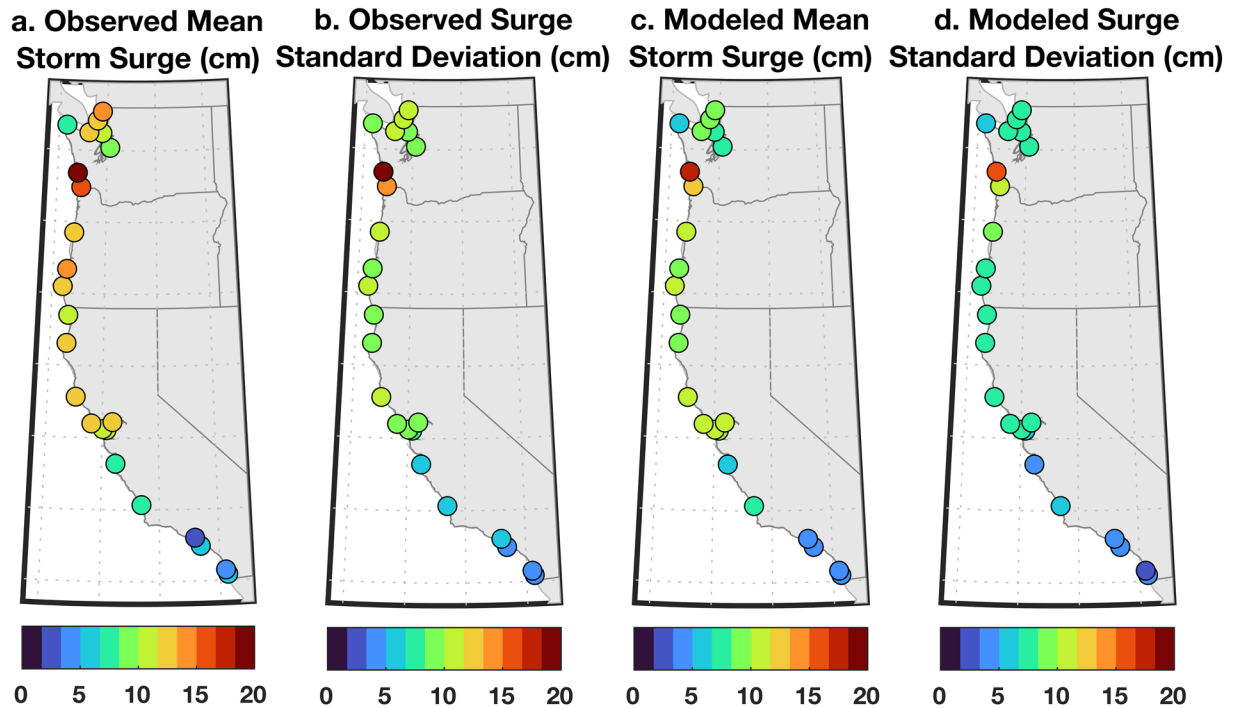 a. Observed Mean
Storm Surge (cm)
b. Observed Surge
Standard Deviation (cm)
c. Modeled Mean
Storm Surge (cm)
d. Modeled Surge
Standard Deviation (cm)
0 5 10 15 20
0 5 10 15 20
0 5 10 15 20
0 5 10 15 20